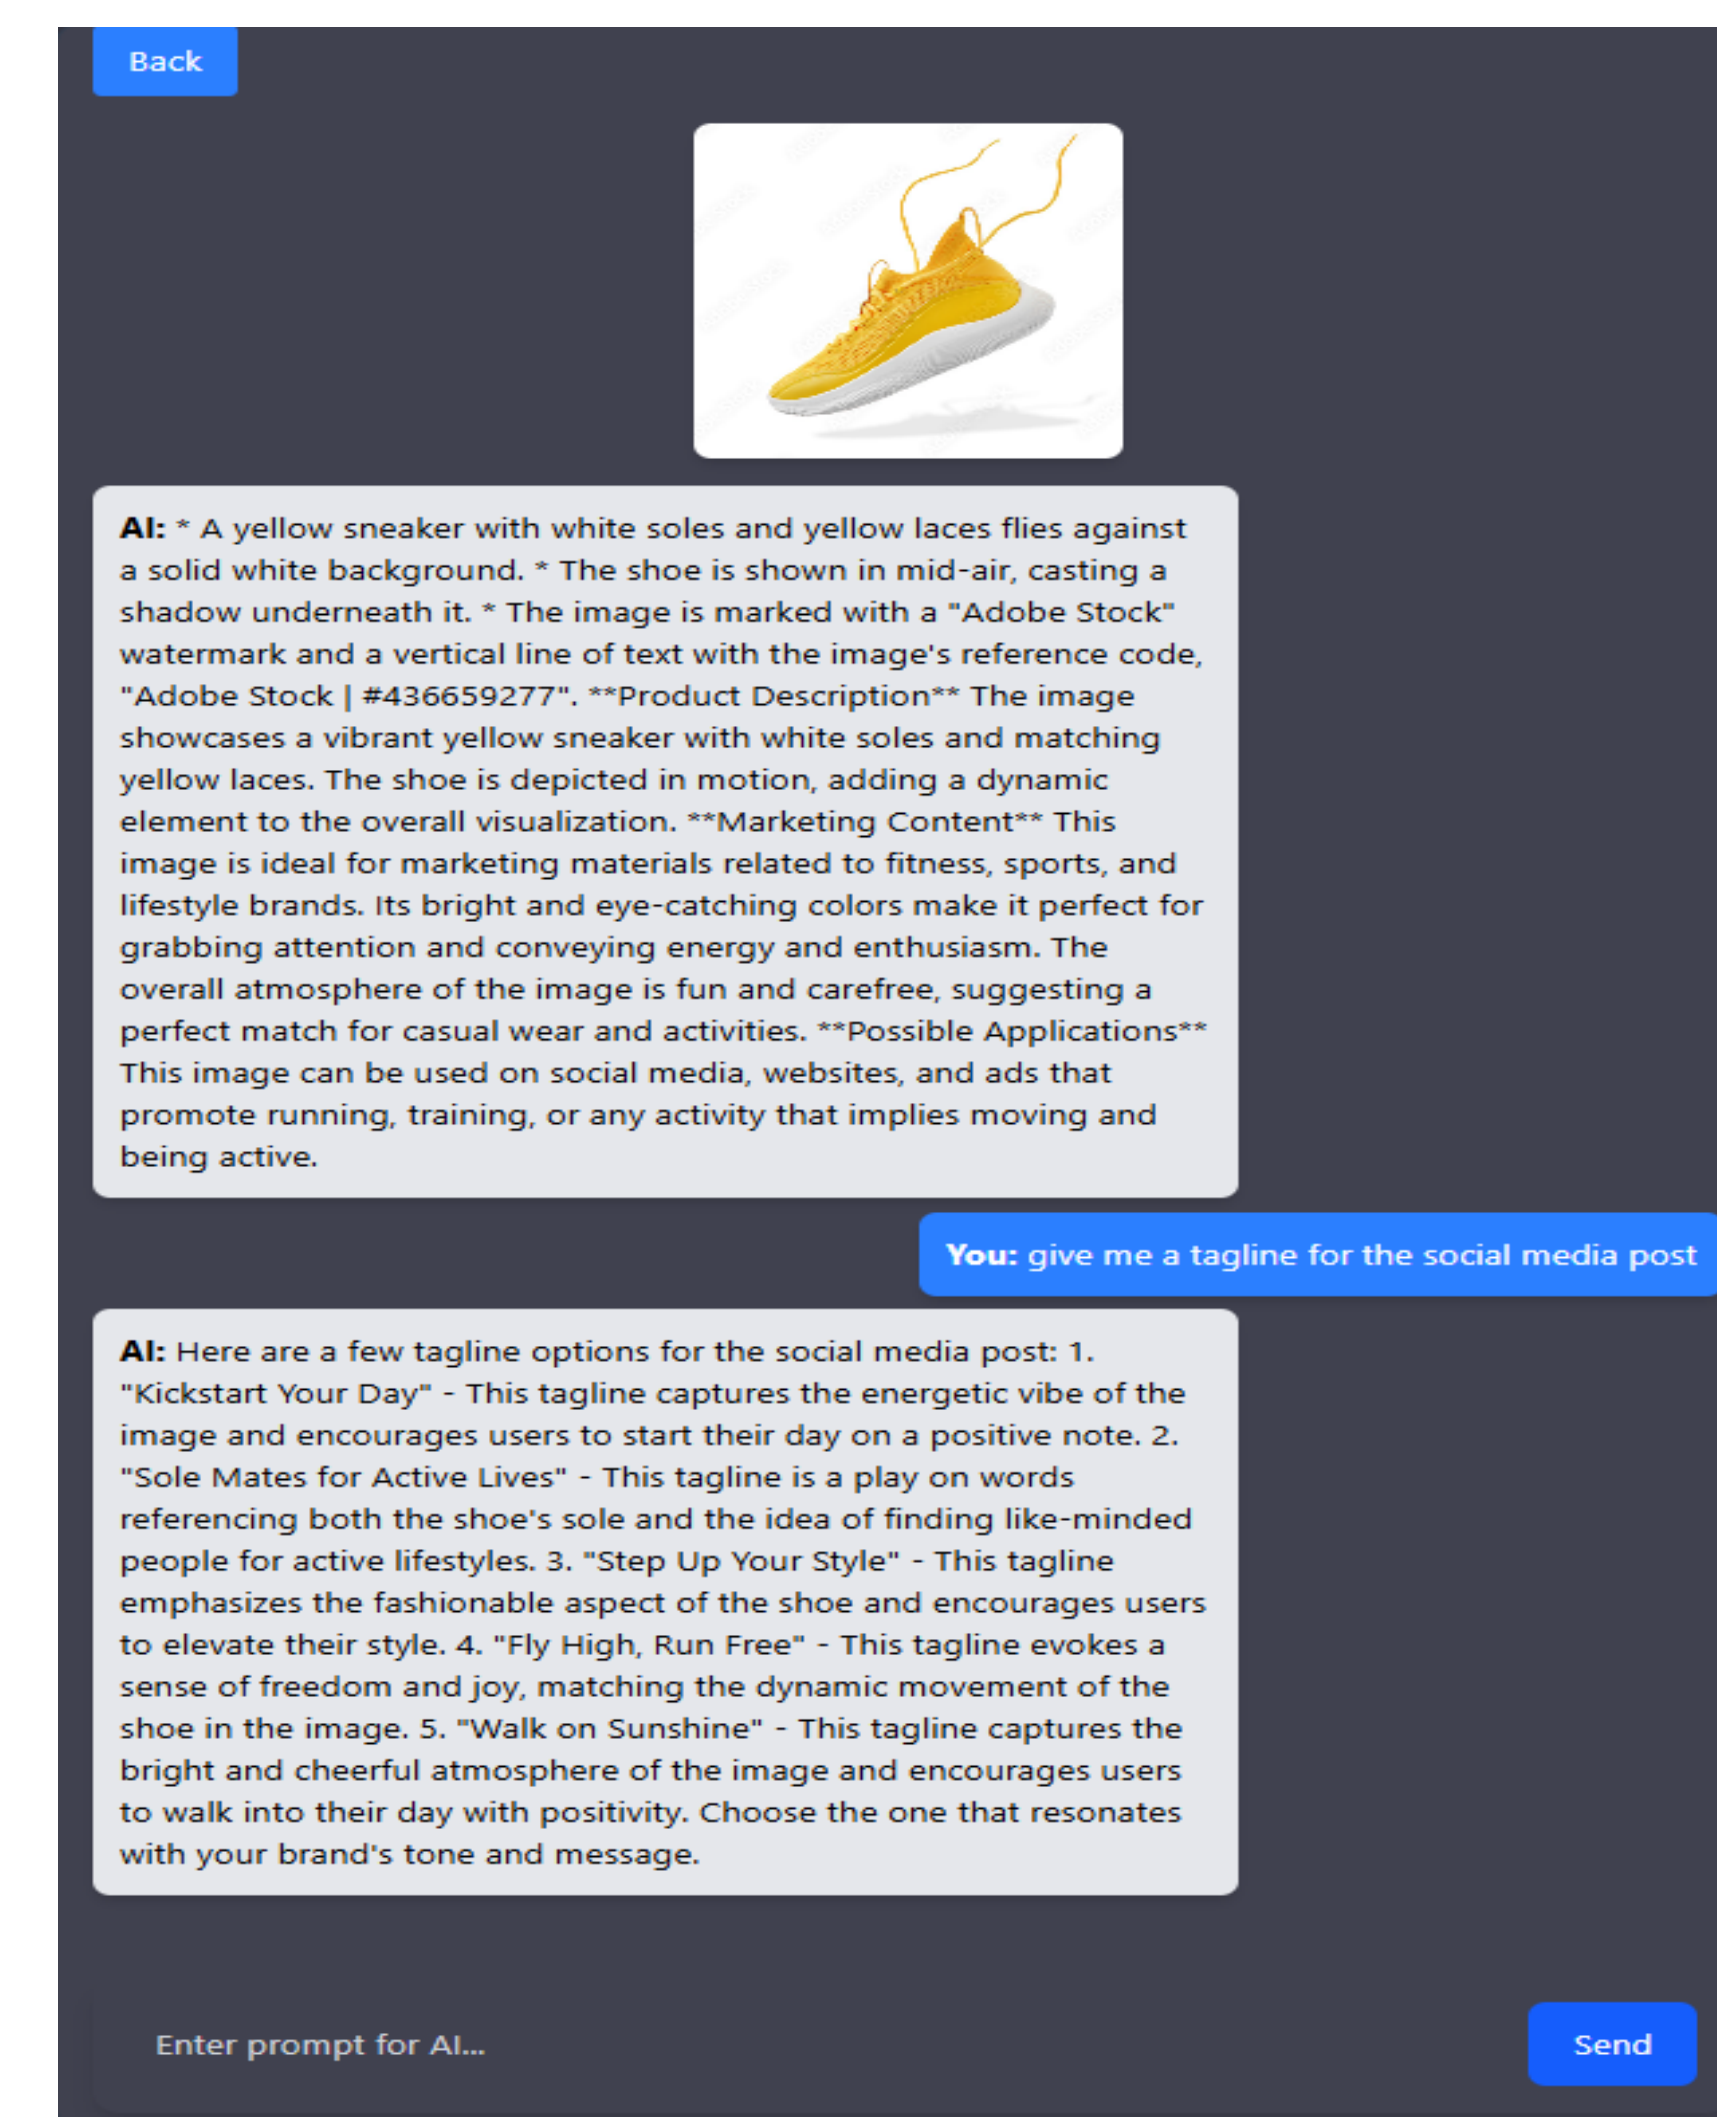 Back
AI: * A yellow sneaker with white soles and yellow laces flies against
a solid white background. * The shoe is shown in mid-air, casting a
shadow underneath it. * The image is marked with a "Adobe Stock"
watermark and a vertical line of text with the image's reference code,
"Adobe Stock | #436659277". **Product Description** The image
showcases a vibrant yellow sneaker with white soles and matching
yellow laces. The shoe is depicted in motion, adding a dynamic
element to the overall visualization. **Marketing Content** This
image is ideal for marketing materials related to fitness, sports, and
lifestyle brands. Its bright and eye-catching colors make it perfect for
grabbing attention and conveying energy and enthusiasm. The
overall atmosphere of the image is fun and carefree, suggesting a
perfect match for casual wear and activities. **Possible Applications**
This image can be used on social media, websites, and ads that
promote running, training, or any activity that implies moving and
being active.
You: give me a tagline for the social media post
AI: Here are a few tagline options for the social media post: 1.
"Kickstart Your Day" - This tagline captures the energetic vibe of the
image and encourages users to start their day on a positive note. 2.
"Sole Mates for Active Lives" - This tagline is a play on words
referencing both the shoe's sole and the idea of finding like-minded
people for active lifestyles. 3. "Step Up Your Style" - This tagline
emphasizes the fashionable aspect of the shoe and encourages users
to elevate their style. 4. "Fly High, Run Free" - This tagline evokes a
sense of freedom and joy, matching the dynamic movement of the
shoe in the image. 5. "Walk on Sunshine" - This tagline captures the
bright and cheerful atmosphere of the image and encourages users
to walk into their day with positivity. Choose the one that resonates
with your brand's tone and message.
Enter prompt for AI...
Send